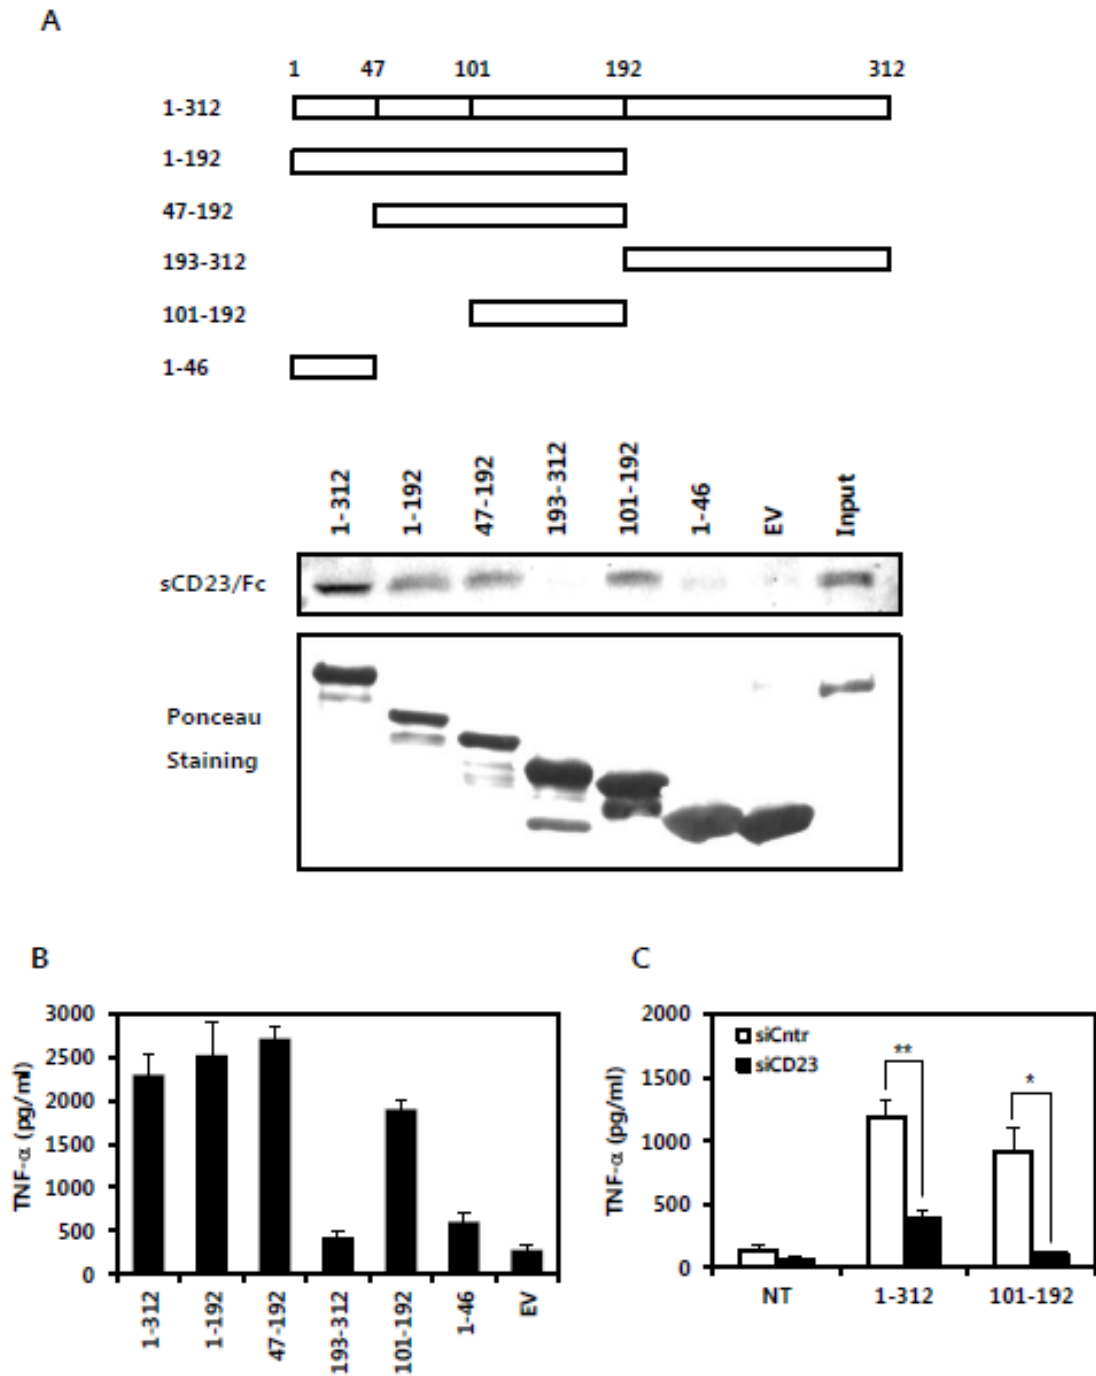 A
1 47 101 192 312
1-312
1-192
47-192
193-312
101-192
1-46
1-312 1-192 47-192 193-312 101-192 1-46 EV Input
sCD23/Fc
Ponceau
Staining
B
TNF-α (pg/ml)
3000
2500
2000
1500
1000
500
0
1-312 1-192 47-192 193-312 101-192 1-46 EV
C
TNF-α (pg/ml)
2000
1500
1000
500
0
siCntr
siCD23
**
*
NT 1-312 101-192